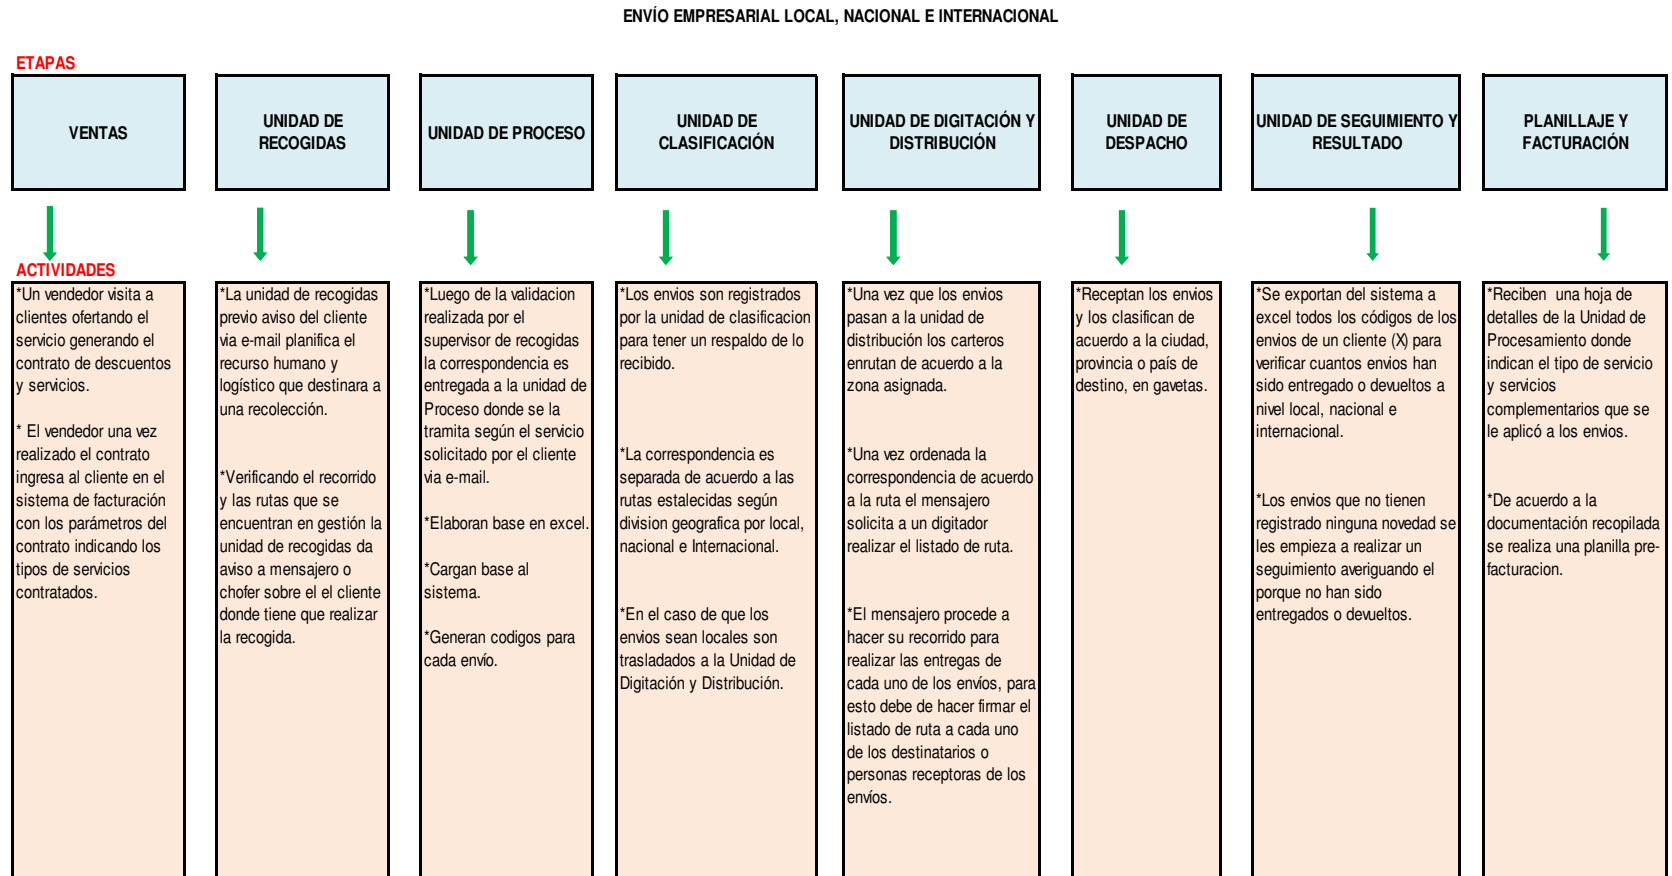 ENVÍO EMPRESARIAL LOCAL, NACIONAL E INTERNACIONAL
ETAPAS
VENTAS
UNIDAD DE
RECOGIDAS
UNIDAD DE PROCESO
UNIDAD DE
CLASIFICACIÓN
UNIDAD DE DIGITACIÓN Y
DISTRIBUCIÓN
UNIDAD DE
DESPACHO
UNIDAD DE SEGUIMIENTO Y
RESULTADO
PLANILLAJE Y
FACTURACIÓN
ACTIVIDADES
*Un vendedor visita a
clientes ofertando el
servicio generando el
contrato de descuentos
y servicios.
* El vendedor una vez
realizado el contrato
ingresa al cliente en el
sistema de facturación
con los parámetros del
contrato indicando los
tipos de servicios
contratados.
*La unidad de recogidas
previo aviso del cliente
via e-mail planifica el
recurso humano y
logístico que destinara a
una recolección.
*Verificando el recorrido
y las rutas que se
encuentran en gestión la
unidad de recogidas da
aviso a mensajero o
chofer sobre el el cliente
donde tiene que realizar
la recogida.
*Luego de la validacion
realizada por el
supervisor de recogidas
la correspondencia es
entregada a la unidad de
Proceso donde se la
tramita según el servicio
solicitado por el cliente
via e-mail.
*Elaboran base en excel.
*Cargan base al
sistema.
*Generan codigos para
cada envío.
*Los envios son registrados
por la unidad de clasificacion
para tener un respaldo de lo
recibido.
*La correspondencia es
separada de acuerdo a las
rutas estalecidas según
division geografica por local,
nacional e Internacional.
*En el caso de que los
envios sean locales son
trasladados a la Unidad de
Digitación y Distribución.
*Una vez que los envios
pasan a la unidad de
distribución los carteros
enrutan de acuerdo a la
zona asignada.
*Una vez ordenada la
correspondencia de acuerdo
a la ruta el mensajero
solicita a un digitador
realizar el listado de ruta.
*El mensajero procede a
hacer su recorrido para
realizar las entregas de
cada uno de los envíos, para
esto debe de hacer firmar el
listado de ruta a cada uno
de los destinatarios o
personas receptoras de los
envíos.
*Receptan los envios
y los clasifican de
acuerdo a la ciudad,
provincia o país de
destino, en gavetas.
*Se exportan del sistema a
excel todos los códigos de los
envios de un cliente (X) para
verificar cuantos envios han
sido entregado o devueltos a
nivel local, nacional e
internacional.
*Los envios que no tienen
registrado ninguna novedad se
les empieza a realizar un
seguimiento averiguando el
porque no han sido
entregados o devueltos.
*Reciben una hoja de
detalles de la Unidad de
Procesamiento donde
indican el tipo de servicio
y servicios
complementarios que se
le aplicó a los envios.
*De acuerdo a la
documentación recopilada
se realiza una planilla pre-
facturacion.